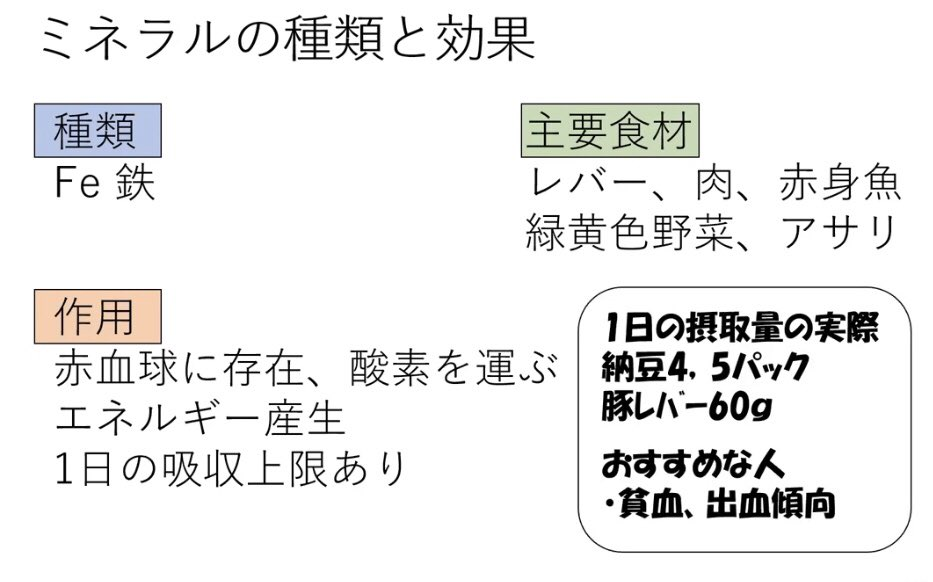 ミネラルの種類と効果
種類
Fe 鉄
主要食材
レバー、肉、赤身魚
緑黄色野菜、アサリ
作用
赤血球に存在、酸素を運ぶ
エネルギー産生
1日の吸収上限あり
1日の摂取量の実際
納豆4，5パック
豚レバー60g
おすすめな人
・貧血、出血傾向